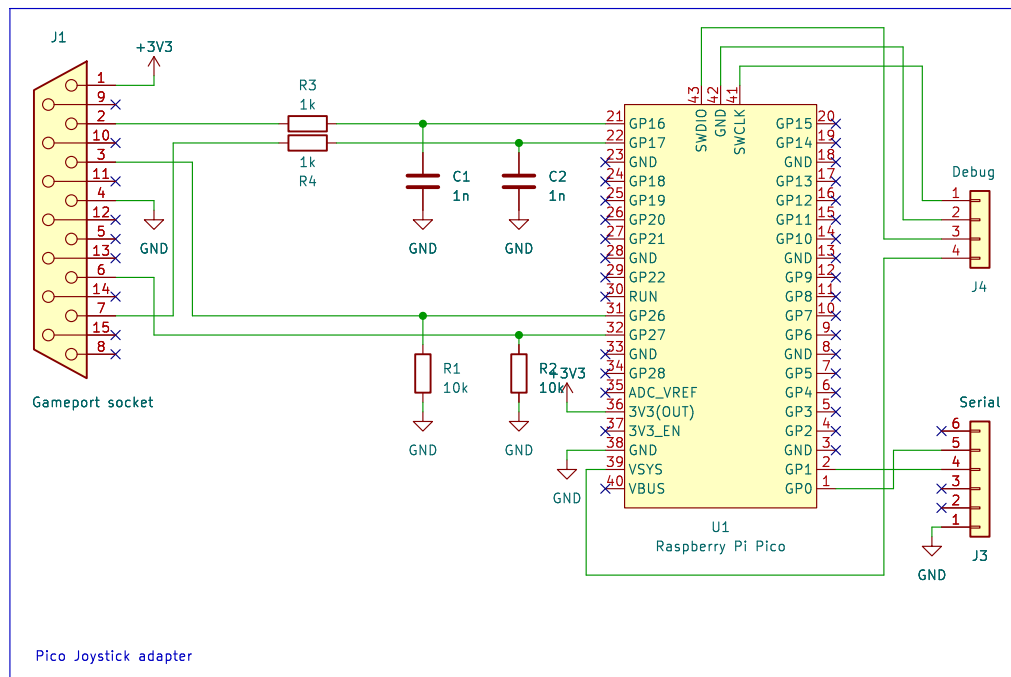 J1
+3V3
1
9
2
10
3
11
4
12
5
13
6
14
7
15
8
GND
Gameport socket
R3
1k
1k
R4
C1
1n
C2
1n
GND
GND
R1
10k
R2
10k
GND
GND
+3V3
GND
43
42
41
SWDIO
GND
SWCLK
21 GP16
22 GP17
23 GND
24 GP18
25 GP19
26 GP20
27 GP21
28 GND
29 GP22
30 RUN
31 GP26
32 GP27
33 GND
34 GP28
35 ADC_VREF
36 3V3(OUT)
37 3V3_EN
38 GND
39 VSYS
40 VBUS
GP15 20
GP14 19
GND 18
GP13 17
GP12 16
GP11 15
GP10 14
GND 13
GP9 12
GP8 11
GP7 10
GP6 9
GND 8
GP5 7
GP4 6
GP3 5
GP2 4
GND 3
GP1 2
GP0 1
U1
Raspberry Pi Pico
Debug
1
2
3
4
J4
Serial
6
5
4
3
2
1
J3
GND
Pico Joystick adapter